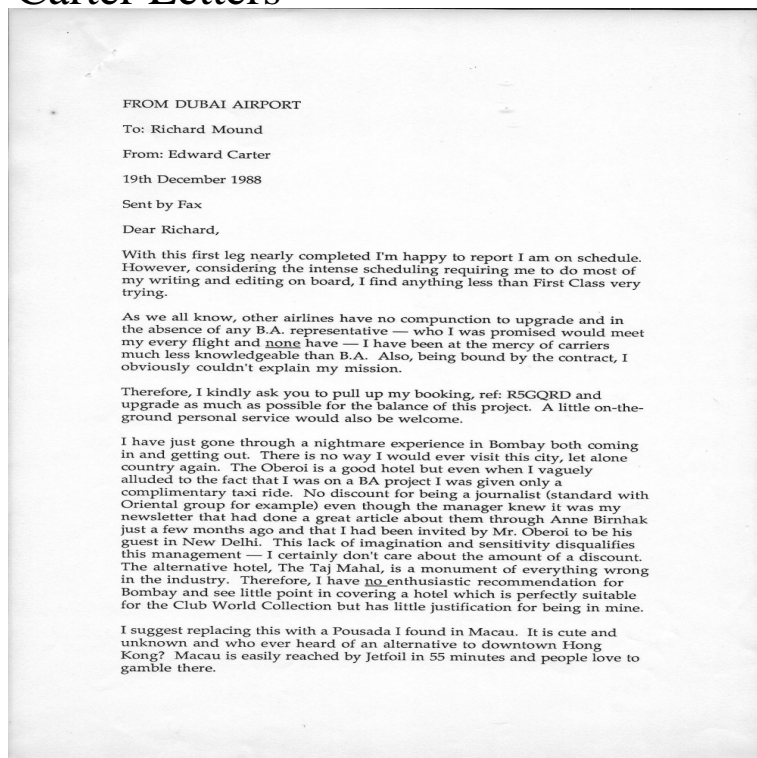 Carter Letters
FROM DUBAI AIRPORT
To: Richard Mound
From: Edward Carter
19th December 1988
Sent by Fax
Dear Richard,
With this first leg nearly completed I'm happy to report I am on schedule.
However, considering the intense scheduling requiring me to do most of
my writing and editing on board, I find anything less than First Class very
trying.
As we all know, other airlines have no compunction to upgrade and in
the absence of any B.A. representative — who I was promised would meet
my every flight and none have — I have been at the mercy of carriers
much less knowledgeable than B.A. Also, being bound by the contract, I
obviously couldn't explain my mission.
Therefore, I kindly ask you to pull up my booking, ref: R5GQRD and
upgrade as much as possible for the balance of this project. A little on-the-
ground personal service would also be welcome.
I have just gone through a nightmare experience in Bombay both coming
in and getting out. There is no way I would ever visit this city, let alone
country again. The Oberoi is a good hotel but even when I vaguely
alluded to the fact that I was on a BA project I was given only a
complimentary taxi ride. No discount for being a journalist (standard with
Oriental group for example) even though the manager knew it was my
newsletter that had done a great article about them through Anne Birnhak
just a few months ago and that I had been invited by Mr. Oberoi to be his
guest in New Delhi. This lack of imagination and sensitivity disqualifies
this management — I certainly don't care about the amount of a discount.
The alternative hotel, The Taj Mahal, is a monument of everything wrong
in the industry. Therefore, I have no enthusiastic recommendation for
Bombay and see little point in covering a hotel which is perfectly suitable
for the Club World Collection but has little justification for being in mine.
I suggest replacing this with a Pousada I found in Macau. It is cute and
unknown and who ever heard of an alternative to downtown Hong
Kong? Macau is easily reached by Jetfoil in 55 minutes and people love to
gamble there.